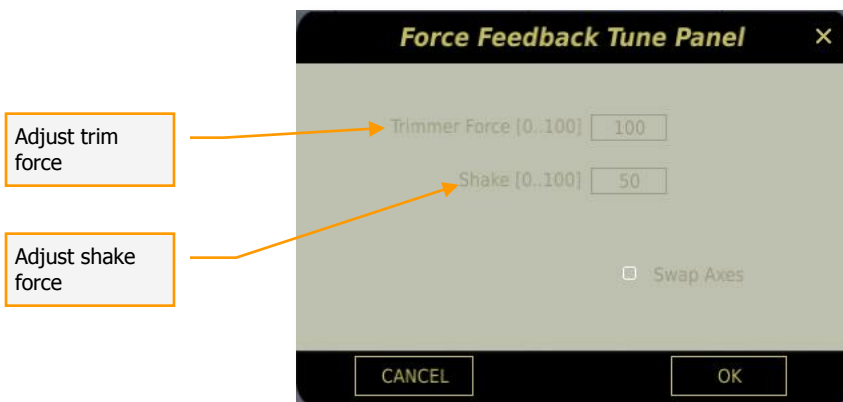 Force Feedback Tune Panel ×
Adjust trim
force
Trimmer Force [0..100] 100
Shake [0..100] 50
Adjust shake
force
Swap Axes
CANCEL OK